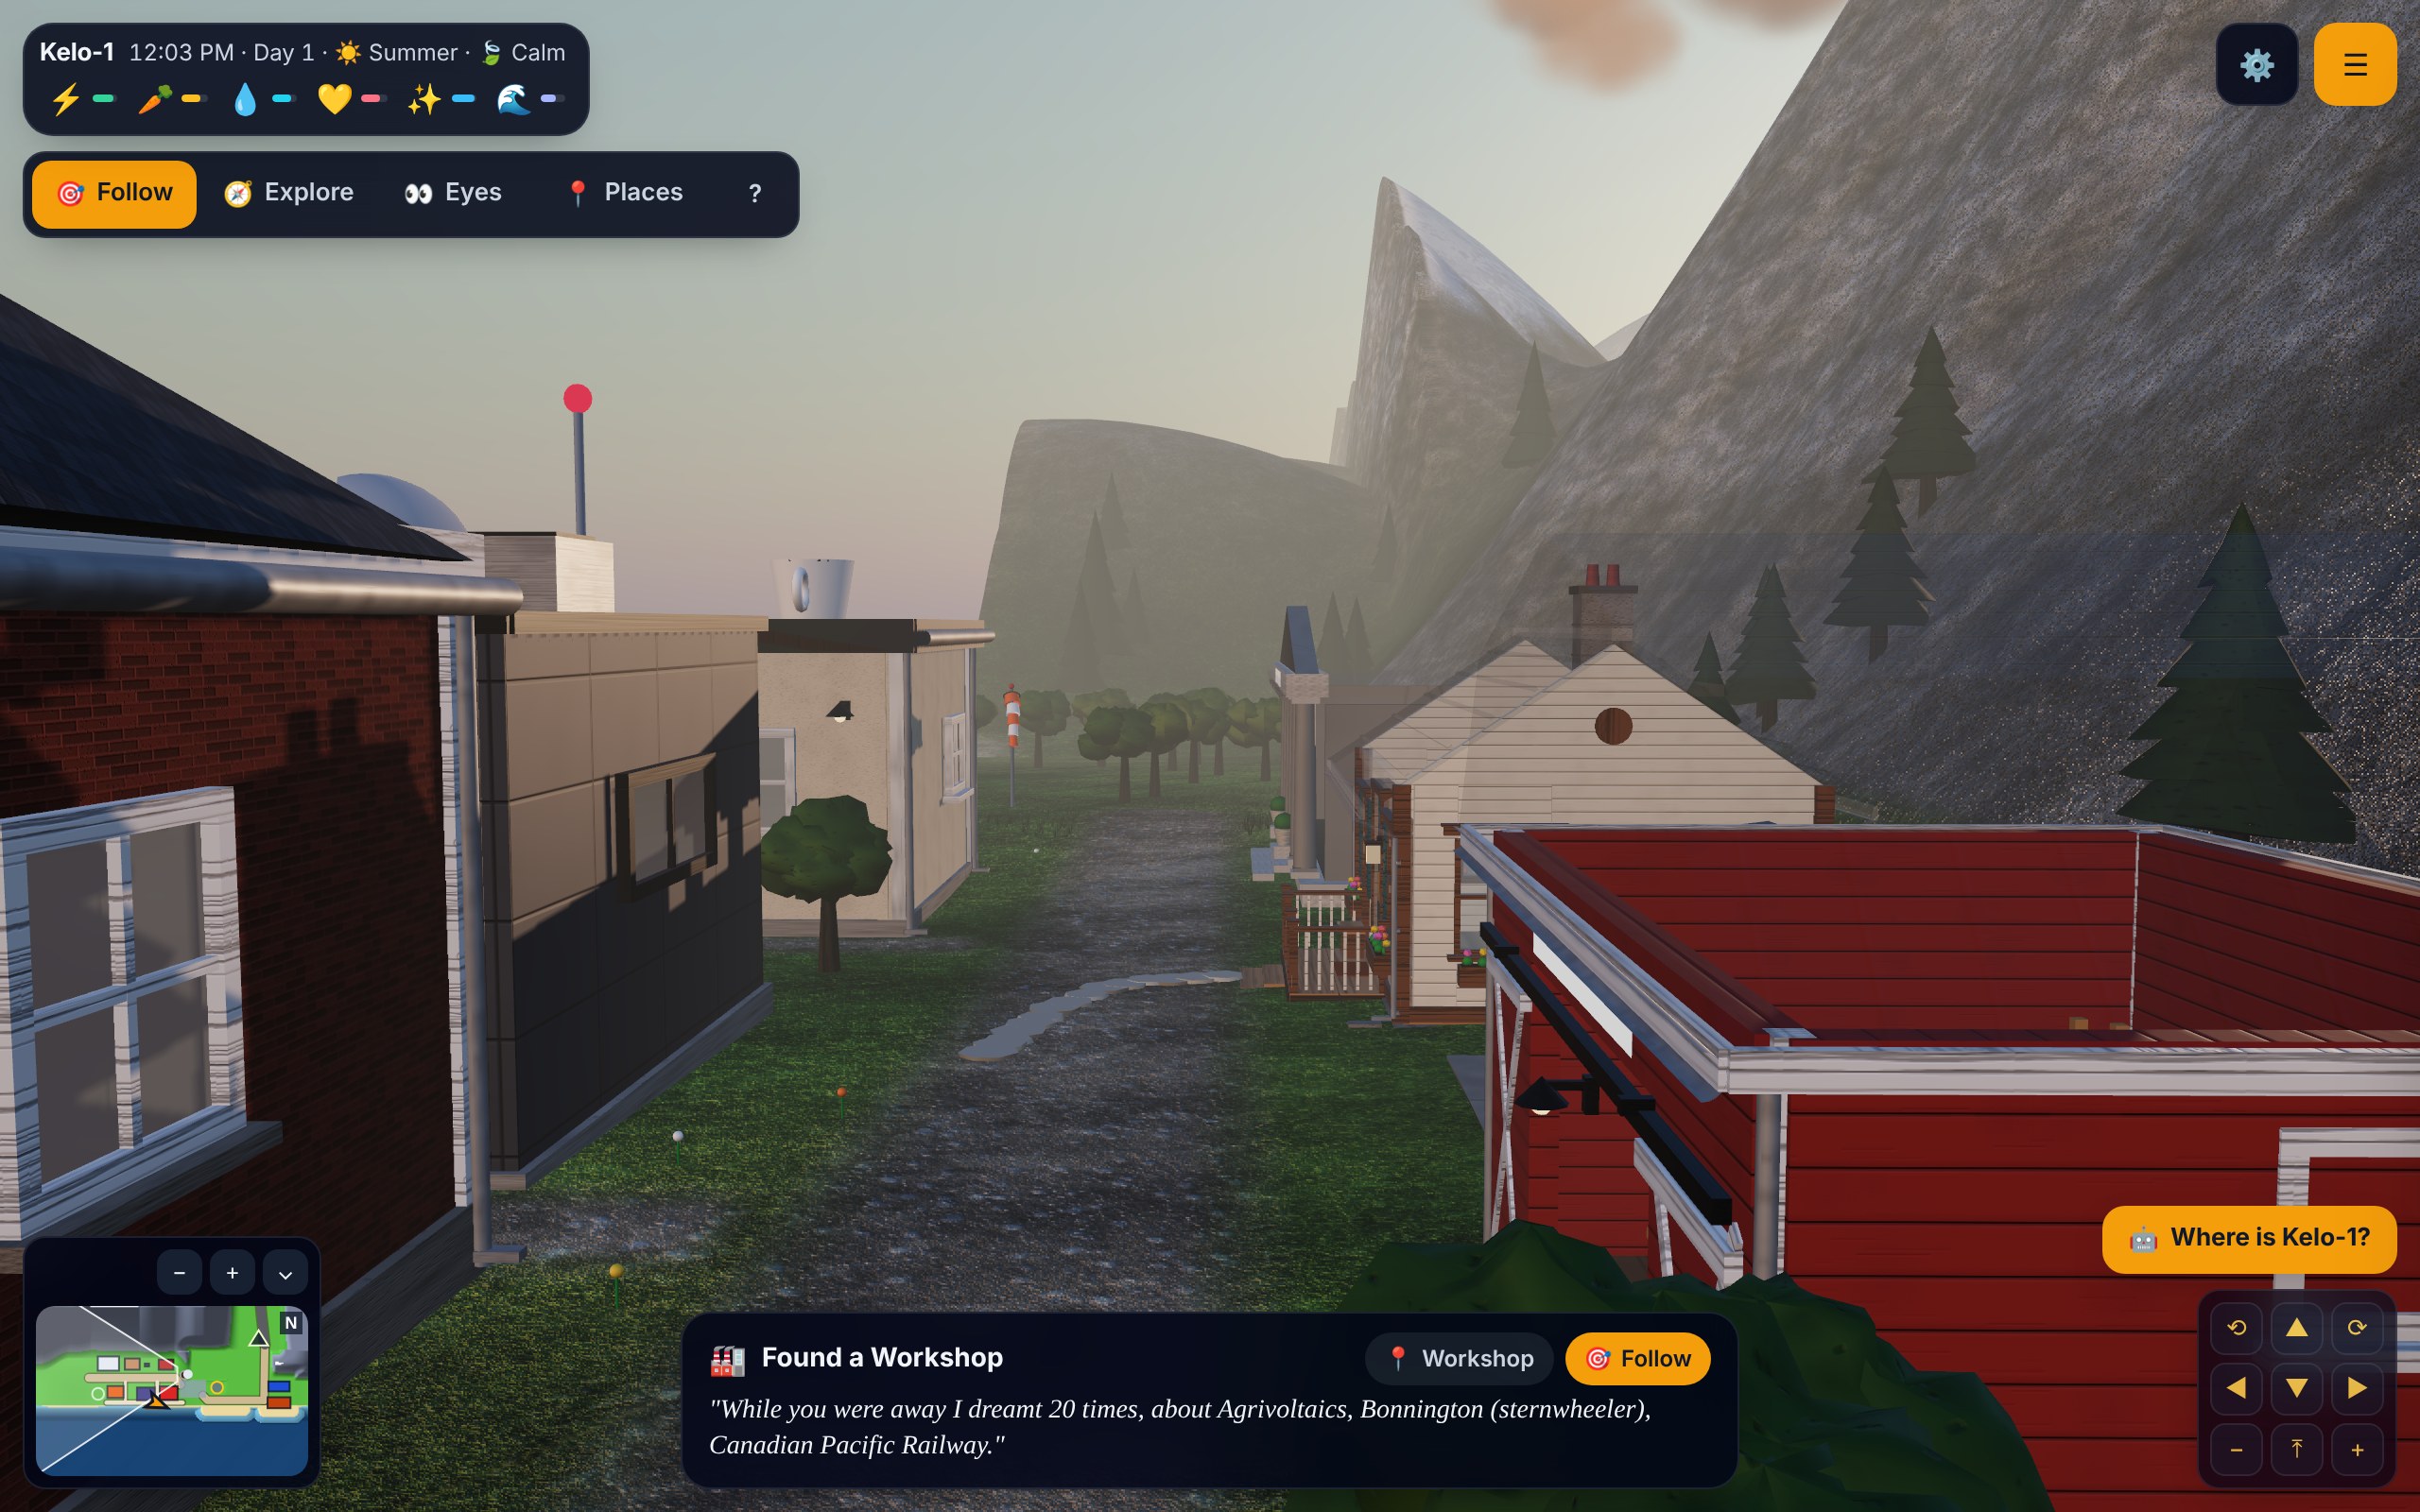 Kelo-1 12:03 PM · Day 1 · Summer · Calm
Follow Explore Eyes Places ?
N
Where is Kelo-1?
Found a Workshop
Workshop
Follow
"While you were away I dreamt 20 times, about Agrivoltaics, Bonnington (sternwheeler),
Canadian Pacific Railway."